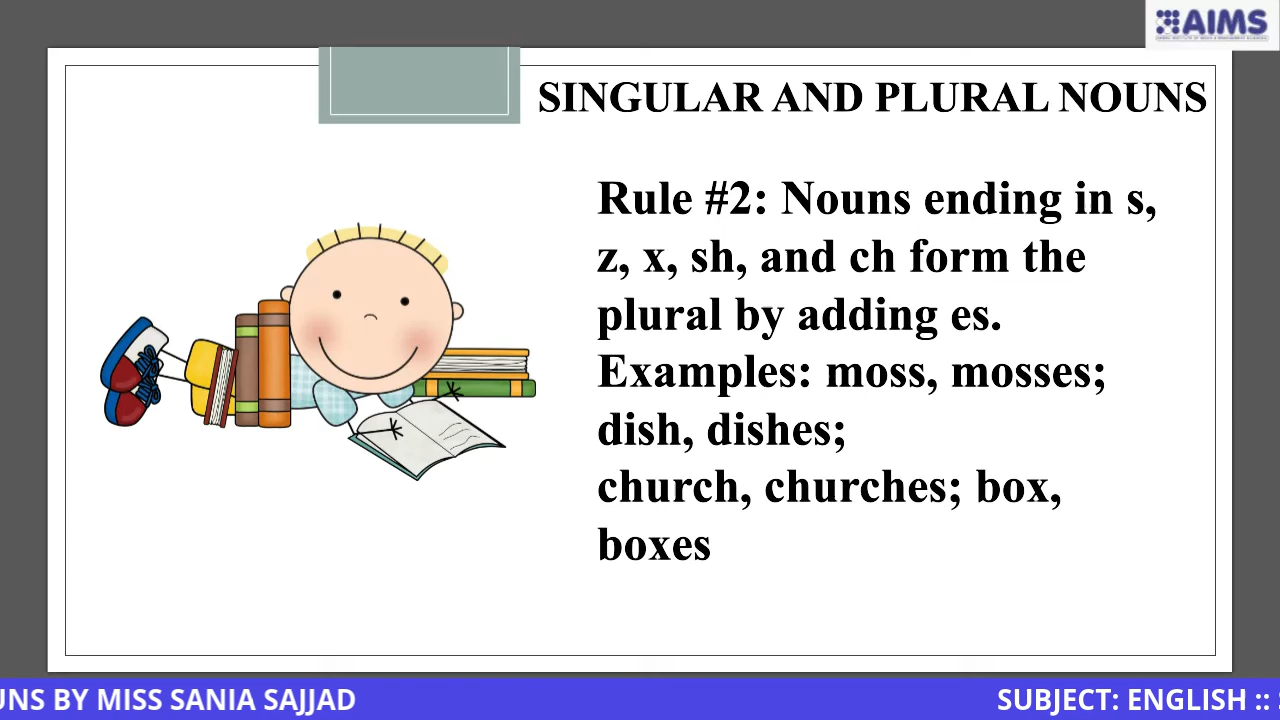 AIMS
SINGULAR AND PLURAL NOUNS
Rule #2: Nouns ending in s,
z, x, sh, and ch form the
plural by adding es.
Examples: moss, mosses;
dish, dishes;
church, churches; box,
boxes
UNS BY MISS SANIA SAJJAD
SUBJECT: ENGLISH ::